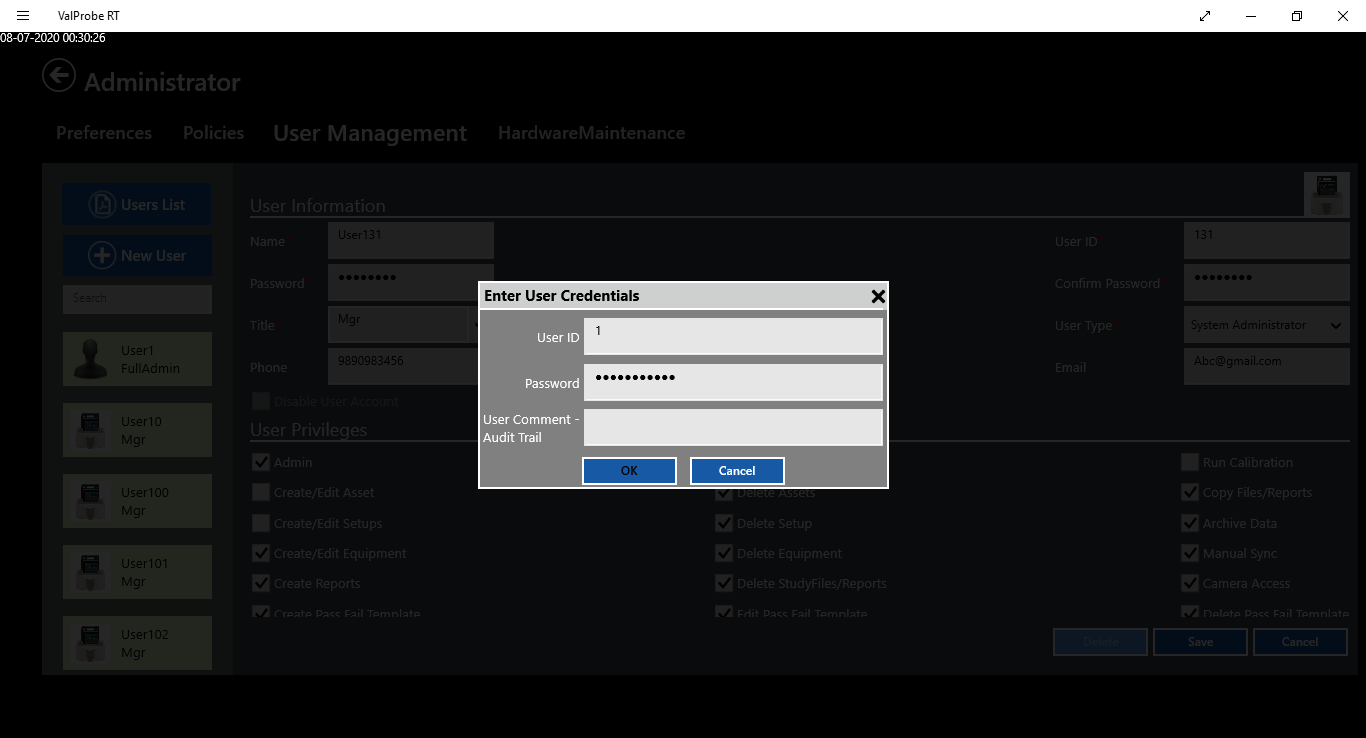 ValProbe RT
08-07-2020 00:30:26
Administrator
Preferences Policies User Management HardwareMaintenance
Users List
New User
Search
User1
FullAdmin
User10
Mgr
User100
Mgr
User101
Mgr
User102
Mgr
User Information
Name User131 User ID 131
Password •••••••• Confirm Password ••••••••
Title Mgr User Type System Administrator
Phone 9890983456 Email Abc@gmail.com
Disable User Account
User Privileges
Admin Run Calibration
Create/Edit Asset Delete Assets Copy Files/Reports
Create/Edit Setups Delete Setup Archive Data
Create/Edit Equipment Delete Equipment Manual Sync
Create Reports Delete StudyFiles/Reports Camera Access
Create Pass Fail Template Edit Pass Fail Template Delete Pass Fail Template
Delete Save Cancel
Enter User Credentials
User ID 1
Password •••••••••••
User Comment -
Audit Trail
OK Cancel